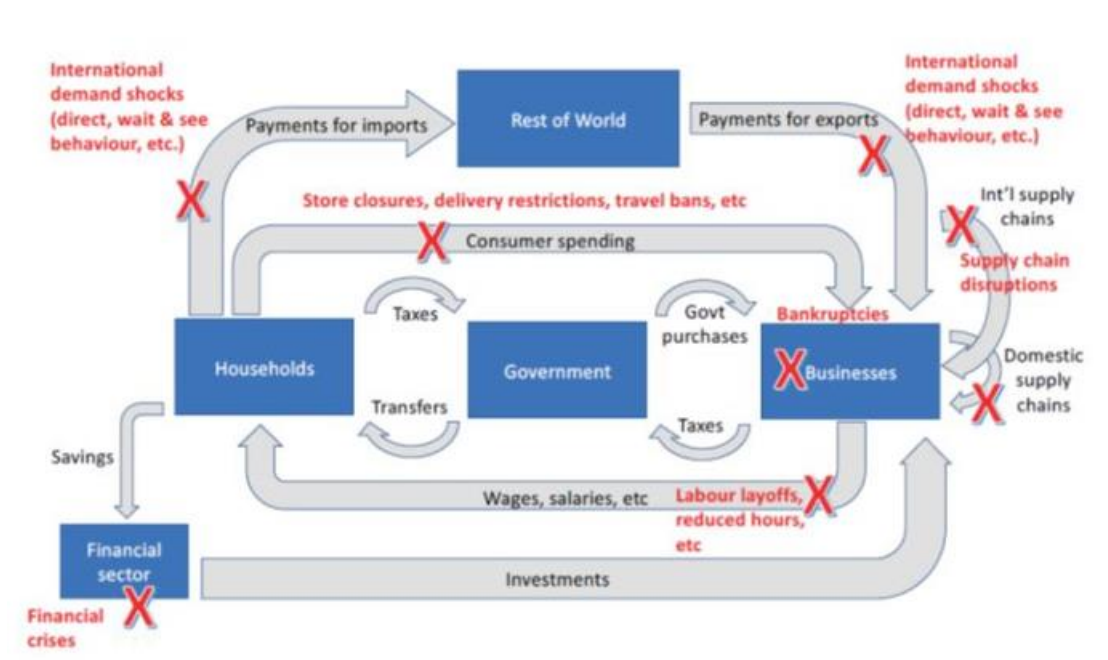 International
demand shocks
(direct, wait & see
behaviour, etc.)
Payments for imports
Rest of World
Payments for exports
International
demand shocks
(direct, wait & see
behaviour, etc.)
Store closures, delivery restrictions, travel bans, etc
Consumer spending
Int'l supply
chains
Supply chain
disruptions
Taxes
Govt
purchases
Bankruptcies
Households
Government
Businesses
Domestic
supply
chains
Transfers
Taxes
Savings
Wages, salaries, etc
Labour layoffs,
reduced hours,
etc
Financial
sector
Investments
Financial
crises